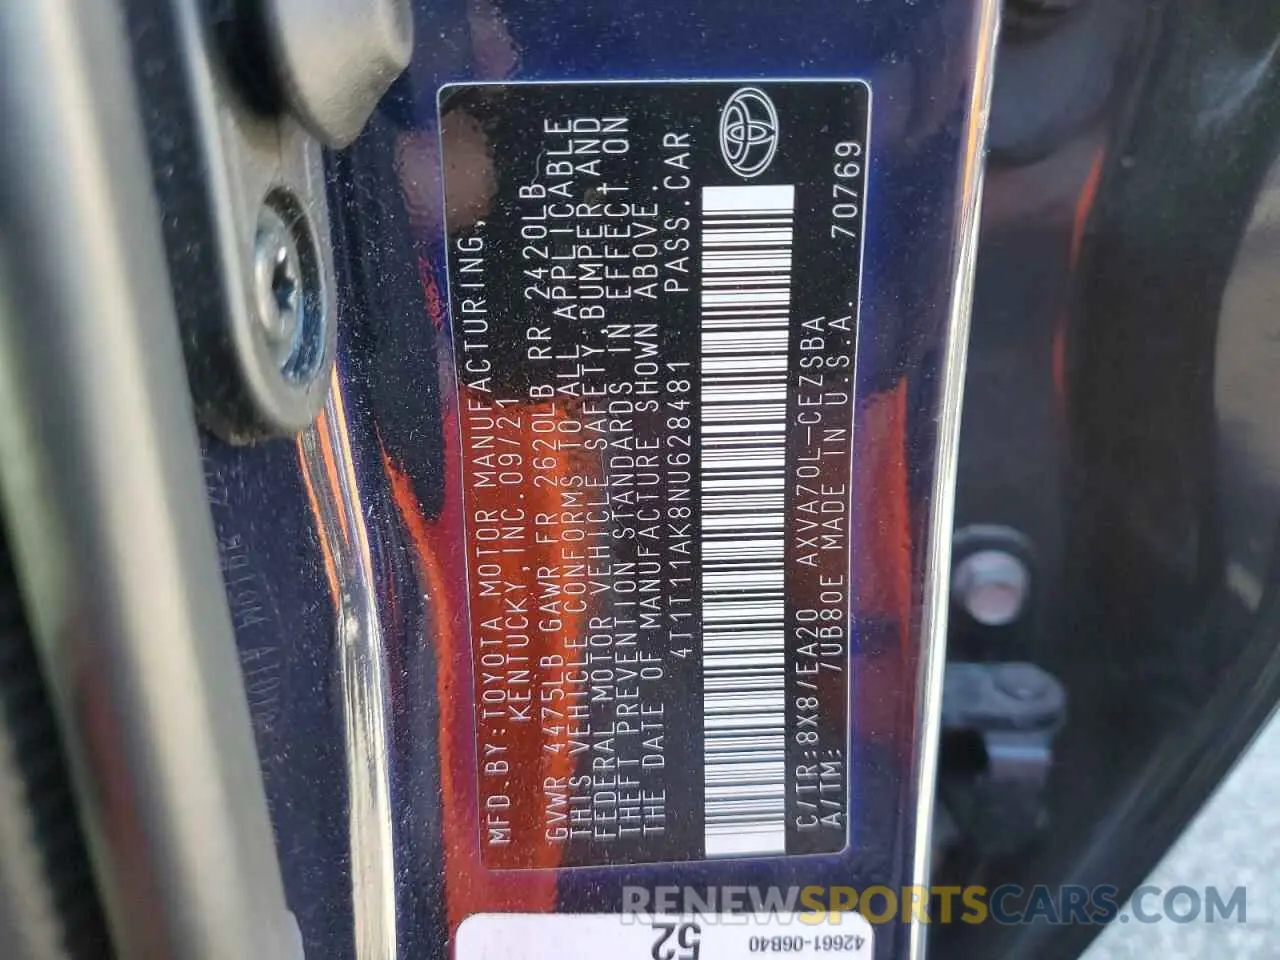 MFD.BY:TOYOTA MOTOR MANUFACTURING,
KENTUCKY,INC.09/21
GVWR 4475LB GAWR FR 2620LB RR 2420LB
THIS VEHICLE CONFORMS TO ALL APPLICABLE
FEDERAL MOTOR VEHICLE SAFETY,BUMPER,AND
THEFT PREVENTION STANDARDS IN EFFECT ON
THE DATE OF MANUFACTURE SHOWN ABOVE.
4T1T11AK8NU628481 PASS.CAR
C/TR:8X8/EA20 AXVA70L-CEZSBA
A/TM: /UB80E MADE IN U.S.A. 70769
52
42661-06B40
RENEWSPORTSCARS.COM